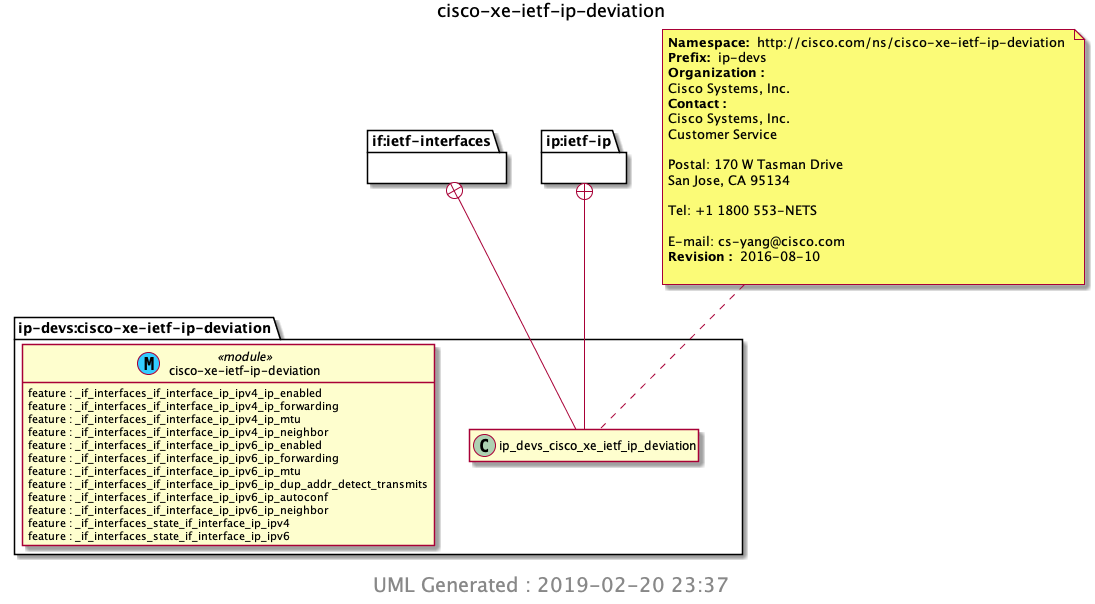 cisco-xe-ietf-ip-deviation
Namespace: http://cisco.com/ns/cisco-xe-ietf-ip-deviation
Prefix: ip-devs
Organization :
Cisco Systems, Inc.
Contact :
Cisco Systems, Inc.
Customer Service
Postal: 170 W Tasman Drive
San Jose, CA 95134
Tel: +1 1800 553-NETS
E-mail: cs-yang@cisco.com
Revision : 2016-08-10
if:ietf-interfaces
ip:ietf-ip
ip-devs:cisco-xe-ietf-ip-deviation
M
«module»
cisco-xe-ietf-ip-deviation
feature : _if_interfaces_if_interface_ip_ipv4_ip_enabled
feature : _if_interfaces_if_interface_ip_ipv4_ip_forwarding
feature : _if_interfaces_if_interface_ip_ipv4_ip_mtu
feature : _if_interfaces_if_interface_ip_ipv4_ip_neighbor
feature : _if_interfaces_if_interface_ip_ipv6_ip_enabled
feature : _if_interfaces_if_interface_ip_ipv6_ip_forwarding
feature : _if_interfaces_if_interface_ip_ipv6_ip_mtu
feature : _if_interfaces_if_interface_ip_ipv6_ip_dup_addr_detect_transmits
feature : _if_interfaces_if_interface_ip_ipv6_ip_autoconf
feature : _if_interfaces_if_interface_ip_ipv6_ip_neighbor
feature : _if_interfaces_state_if_interface_ip_ipv4
feature : _if_interfaces_state_if_interface_ip_ipv6
C ip_devs_cisco_xe_ietf_ip_deviation
UML Generated : 2019-02-20 23:37